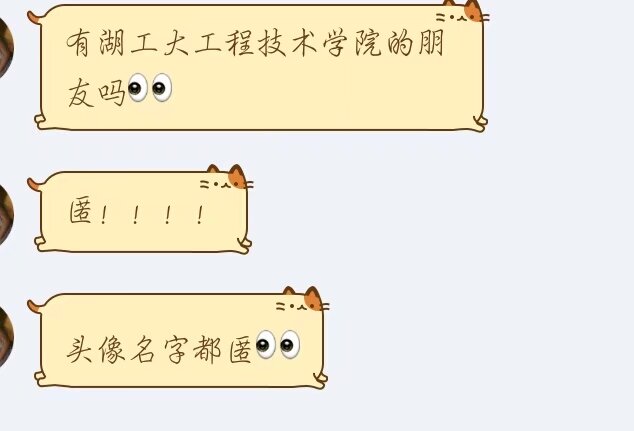 有湖工大工程技术学院的朋
友吗👀
匿！！！！
头像名字都匿👀